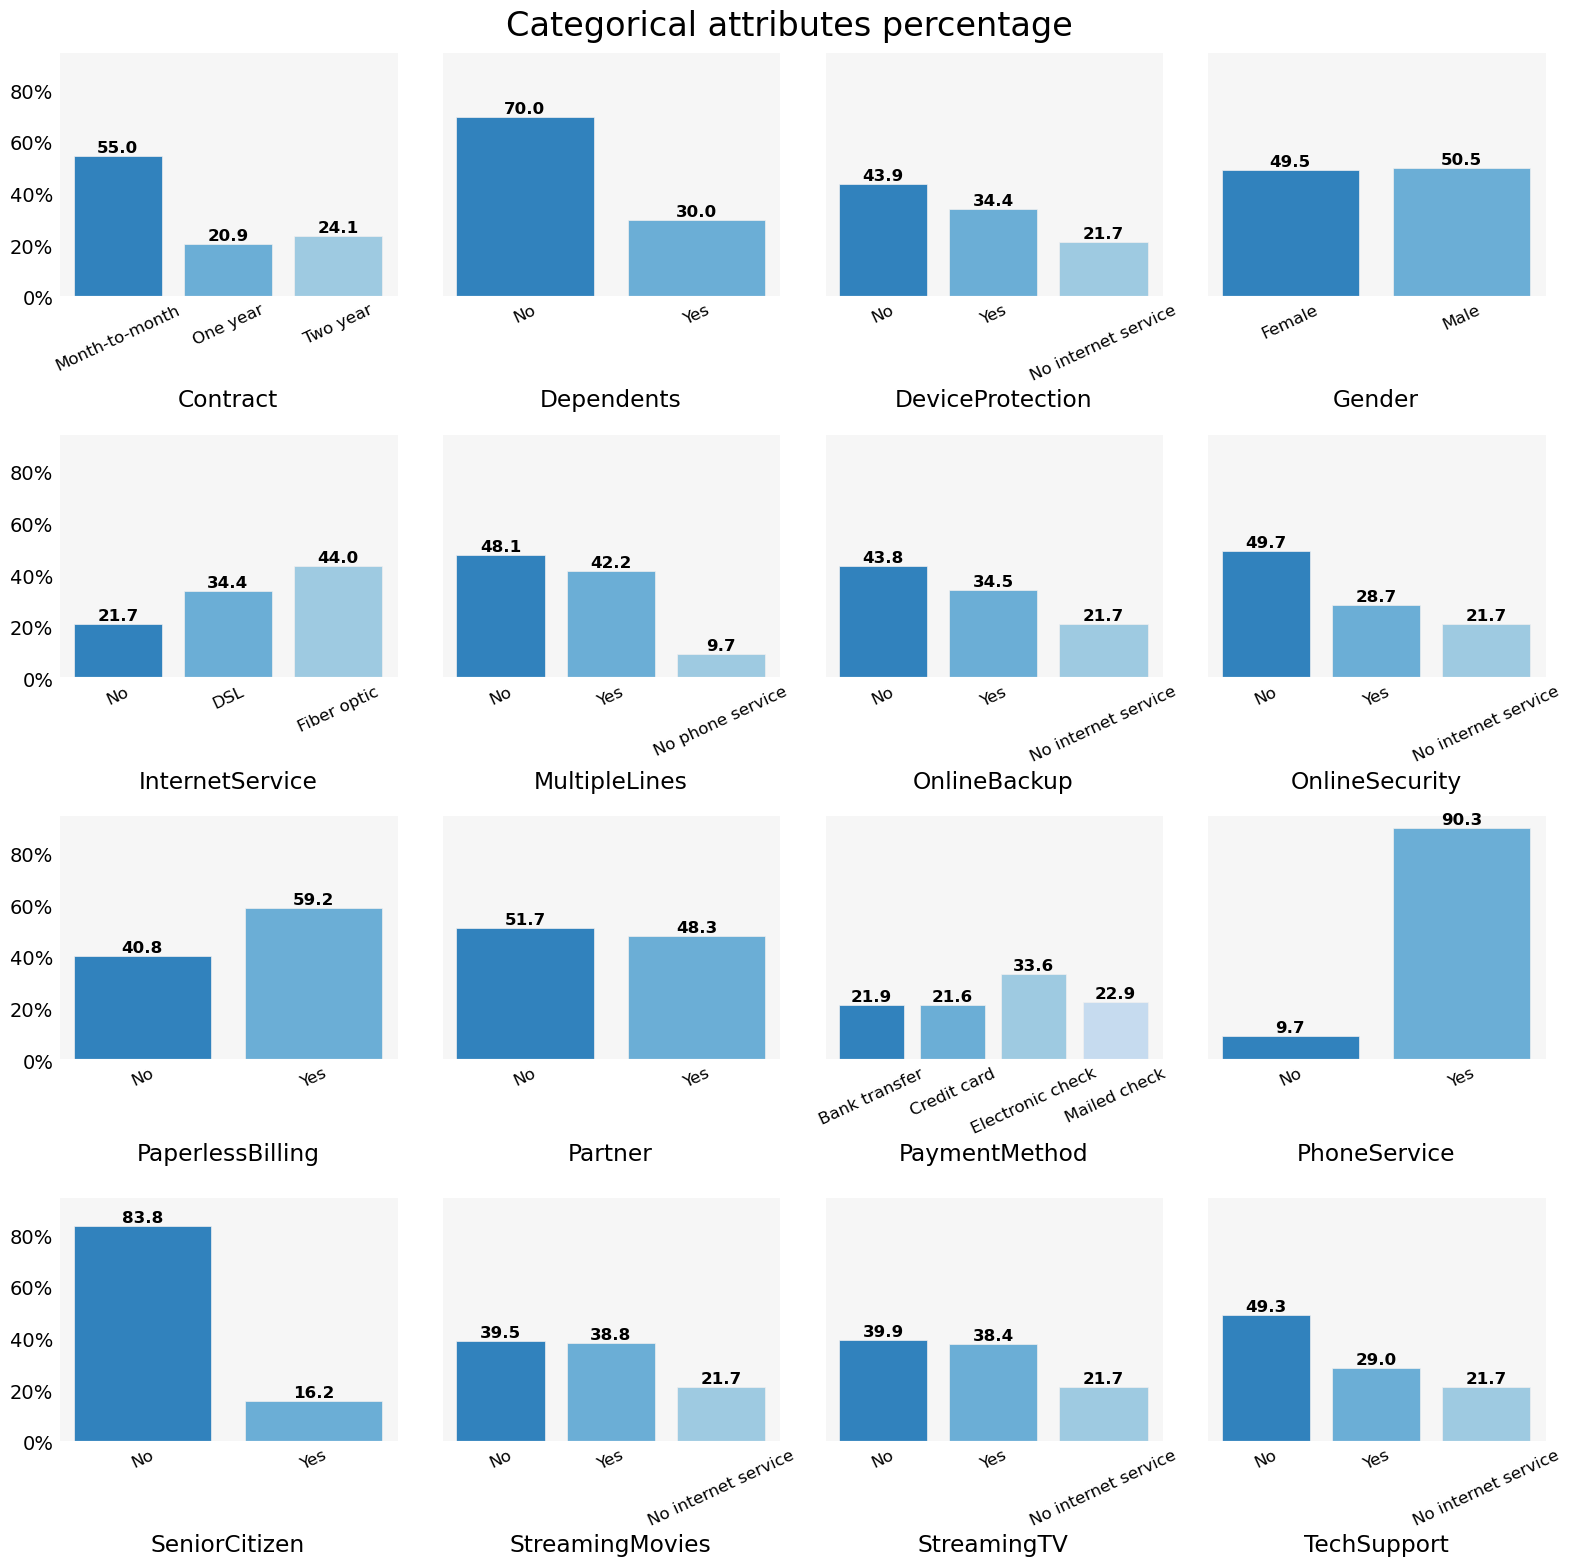 Categorical attributes percentage
80%
60%
40%
20%
0%
55.0
20.9
24.1
Month-to-month
One year
Two year
Contract
70.0
30.0
No
Yes
Dependents
43.9
34.4
21.7
No
Yes
No internet service
DeviceProtection
49.5
50.5
Female
Male
Gender
80%
60%
40%
20%
0%
21.7
34.4
44.0
No
DSL
Fiber optic
InternetService
48.1
42.2
9.7
No
Yes
No phone service
MultipleLines
43.8
34.5
21.7
No
Yes
No internet service
OnlineBackup
49.7
28.7
21.7
No
Yes
No internet service
OnlineSecurity
80%
60%
40%
20%
0%
40.8
59.2
No
Yes
PaperlessBilling
51.7
48.3
No
Yes
Partner
21.9
21.6
33.6
22.9
Bank transfer
Credit card
Electronic check
Mailed check
PaymentMethod
9.7
90.3
No
Yes
PhoneService
80%
60%
40%
20%
0%
83.8
16.2
No
Yes
SeniorCitizen
39.5
38.8
21.7
No
Yes
No internet service
StreamingMovies
39.9
38.4
21.7
No
Yes
No internet service
StreamingTV
49.3
29.0
21.7
No
Yes
No internet service
TechSupport